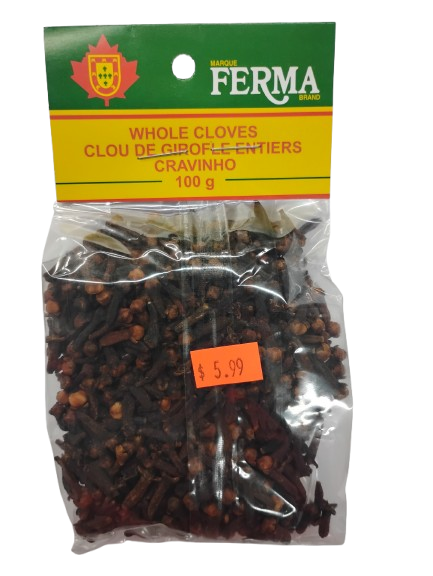 MARQUE
FERMA
BRAND
WHOLE CLOVES
CLOU DE GIROFLE ENTIERS
CRAVINHO
100 g
$ 5.99